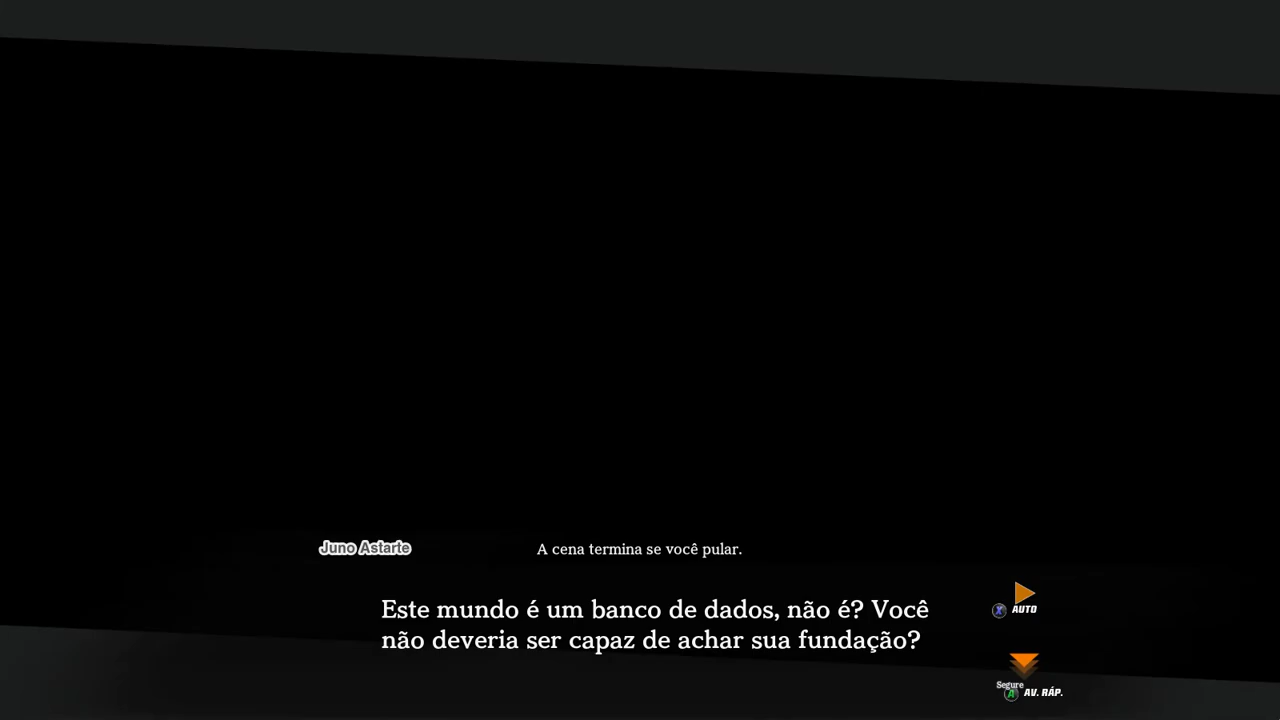 Juno Astarte
A cena termina se você pular.
Este mundo é um banco de dados, não é? Você
não deveria ser capaz de achar sua fundação?
X AUTO
Segure
A AV. RÁP.